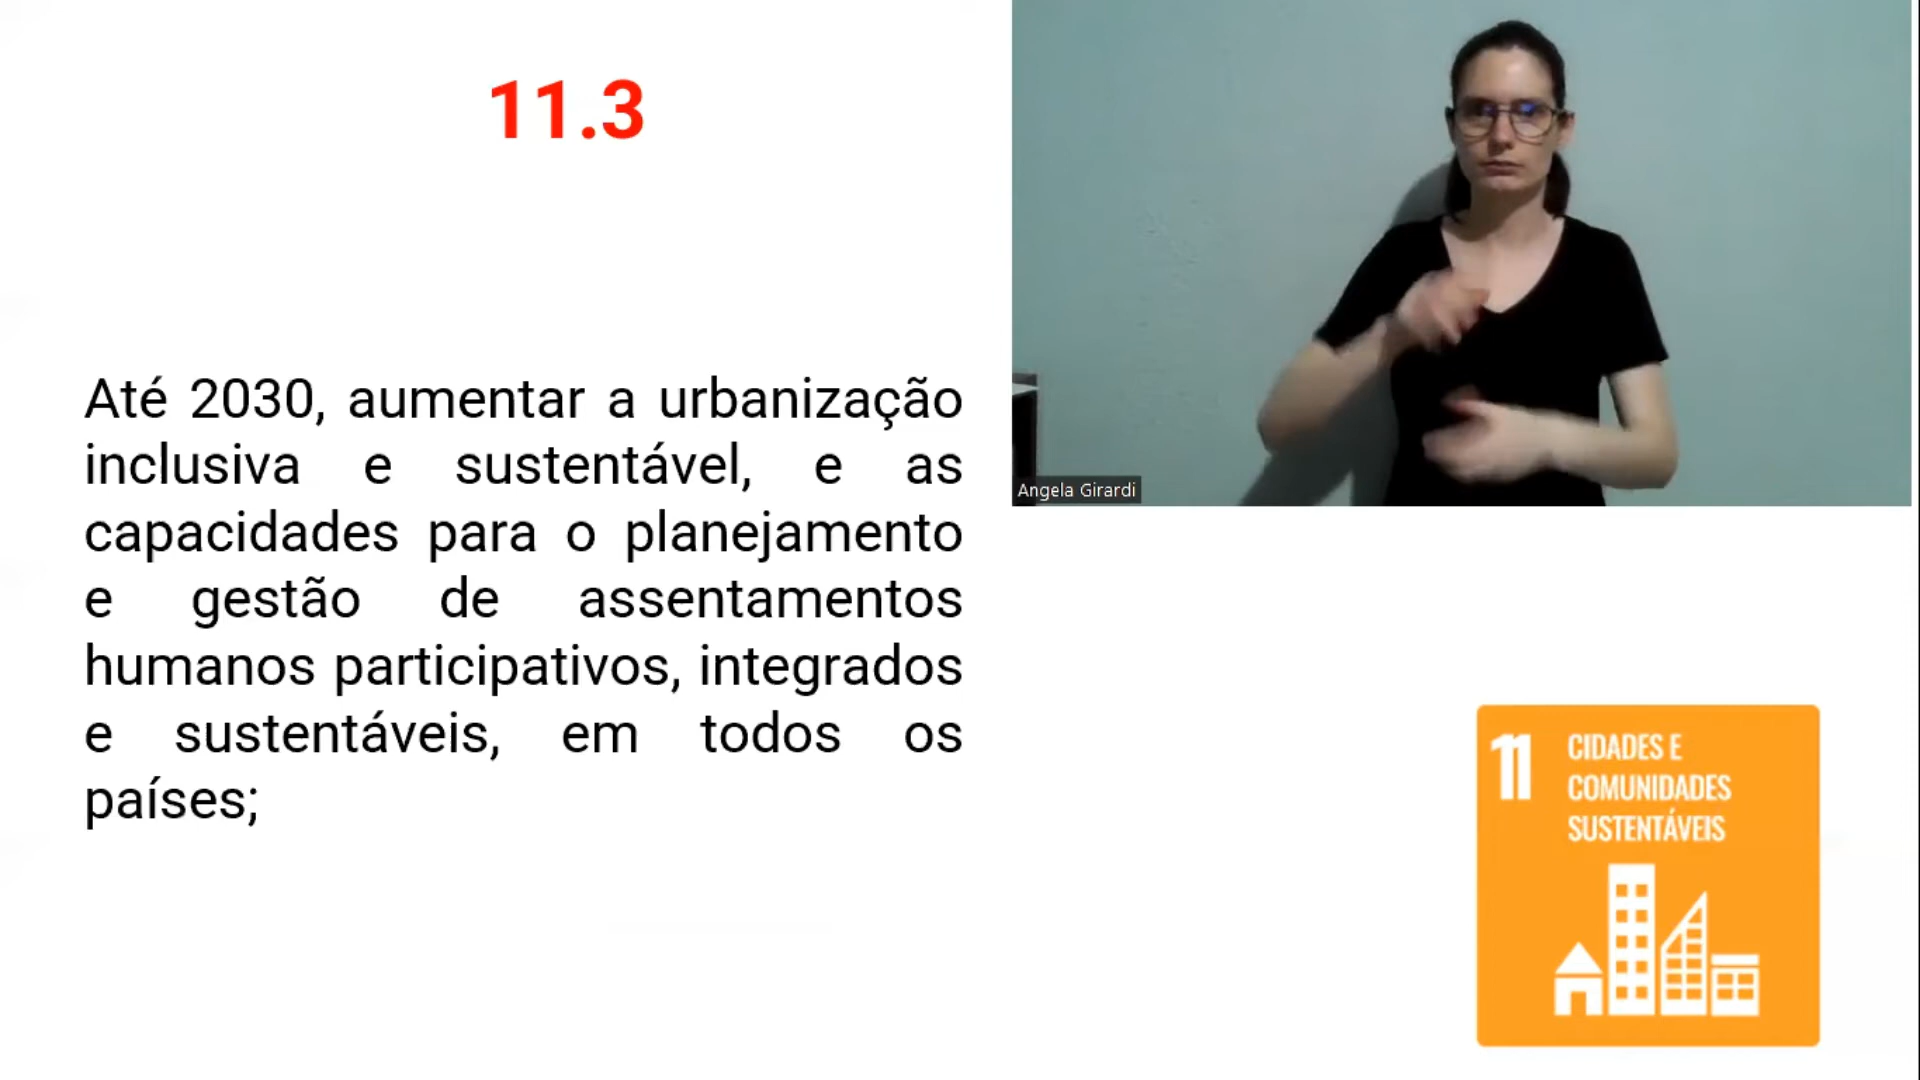 11.3
Até 2030, aumentar a urbanização
inclusiva e sustentável, e as
capacidades para o planejamento
e gestão de assentamentos
humanos participativos, integrados
e sustentáveis, em todos os
países;
Angela Girardi
11
CIDADES E
COMUNIDADES
SUSTENTÁVEIS